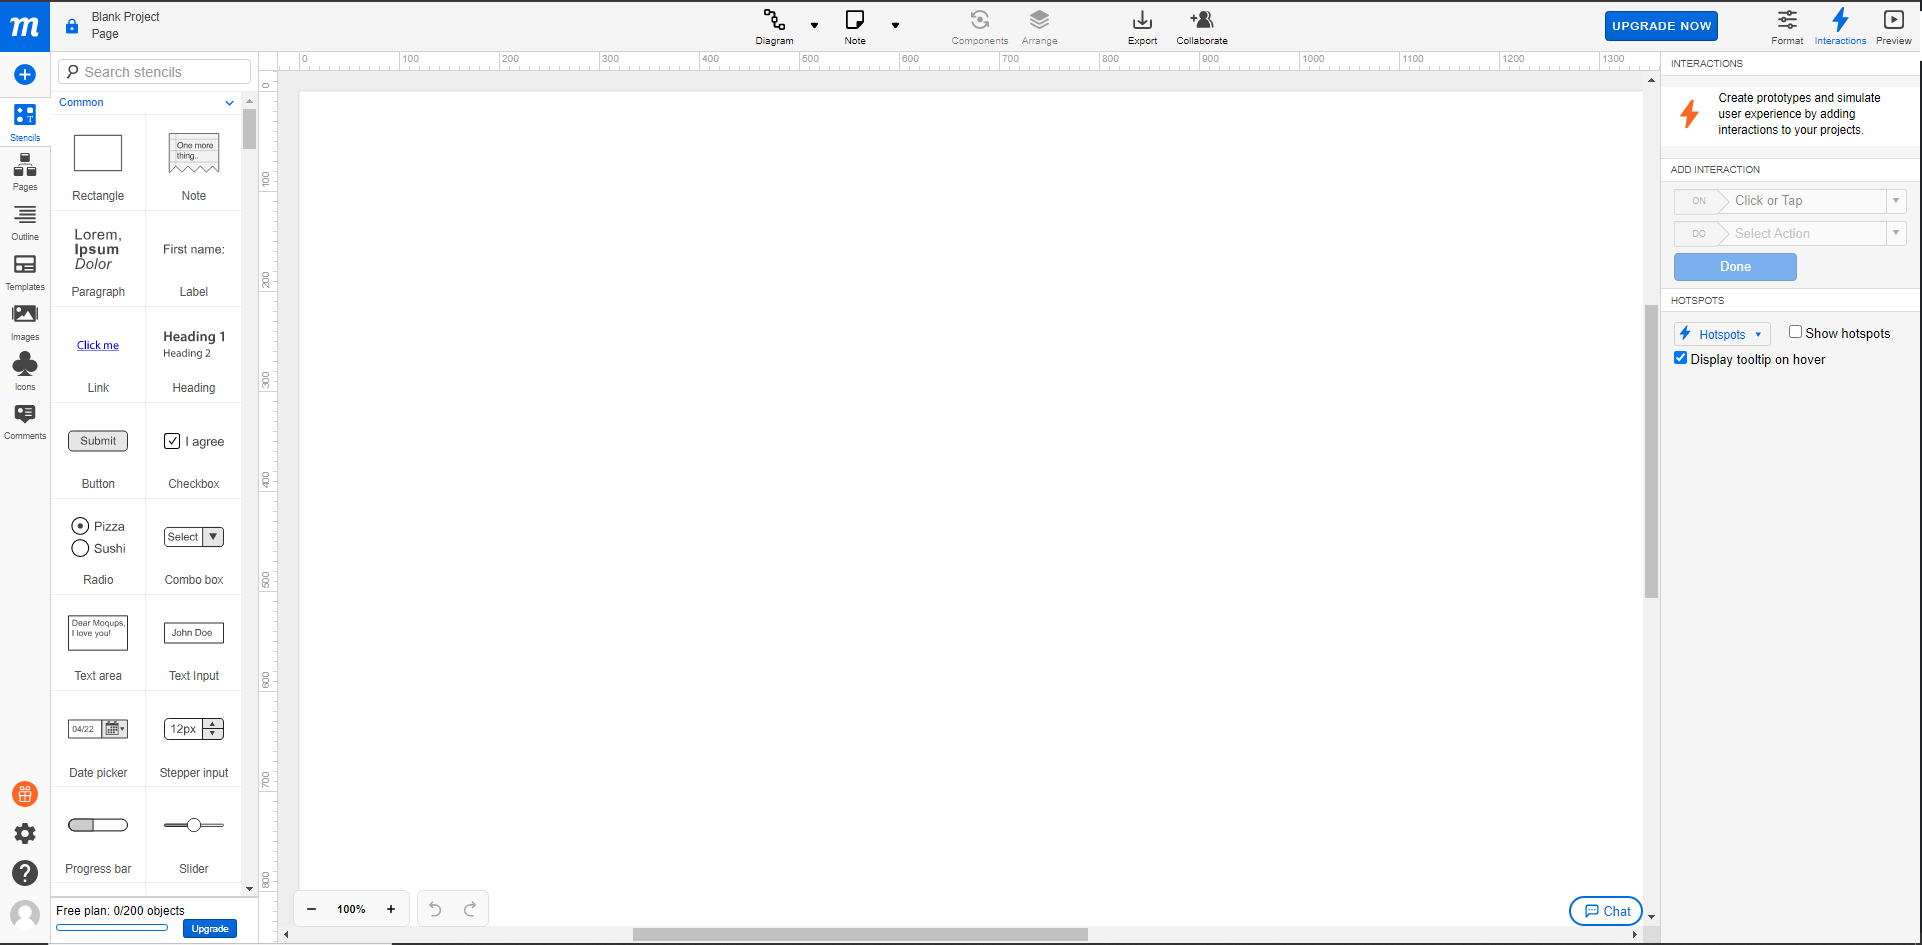 m
Blank Project
Page
Diagram
Note
Components
Arrange
Export
Collaborate
UPGRADE NOW
Format
Interactions
Preview
Stencils
Pages
Outline
Templates
Images
Icons
Comments
Search stencils
Common
Rectangle
One more
thing..
Note
Lorem,
Ipsum
Dolor
Paragraph
First name:
Label
Click me
Link
Heading 1
Heading 2
Heading
Submit
Button
I agree
Checkbox
Pizza
Sushi
Radio
Select
Combo box
Dear Moqups,
I love you!
Text area
John Doe
Text Input
04/22
Date picker
12px
Stepper input
Progress bar
Slider
Free plan: 0/200 objects
Upgrade
0 100 200 300 400 500 600 700 800 900 1000 1100 1200 1300
0
100
200
300
400
500
600
700
800
− 100% +
Chat
INTERACTIONS
Create prototypes and simulate
user experience by adding
interactions to your projects.
ADD INTERACTION
ON Click or Tap
DO Select Action
Done
HOTSPOTS
Hotspots Show hotspots
Display tooltip on hover